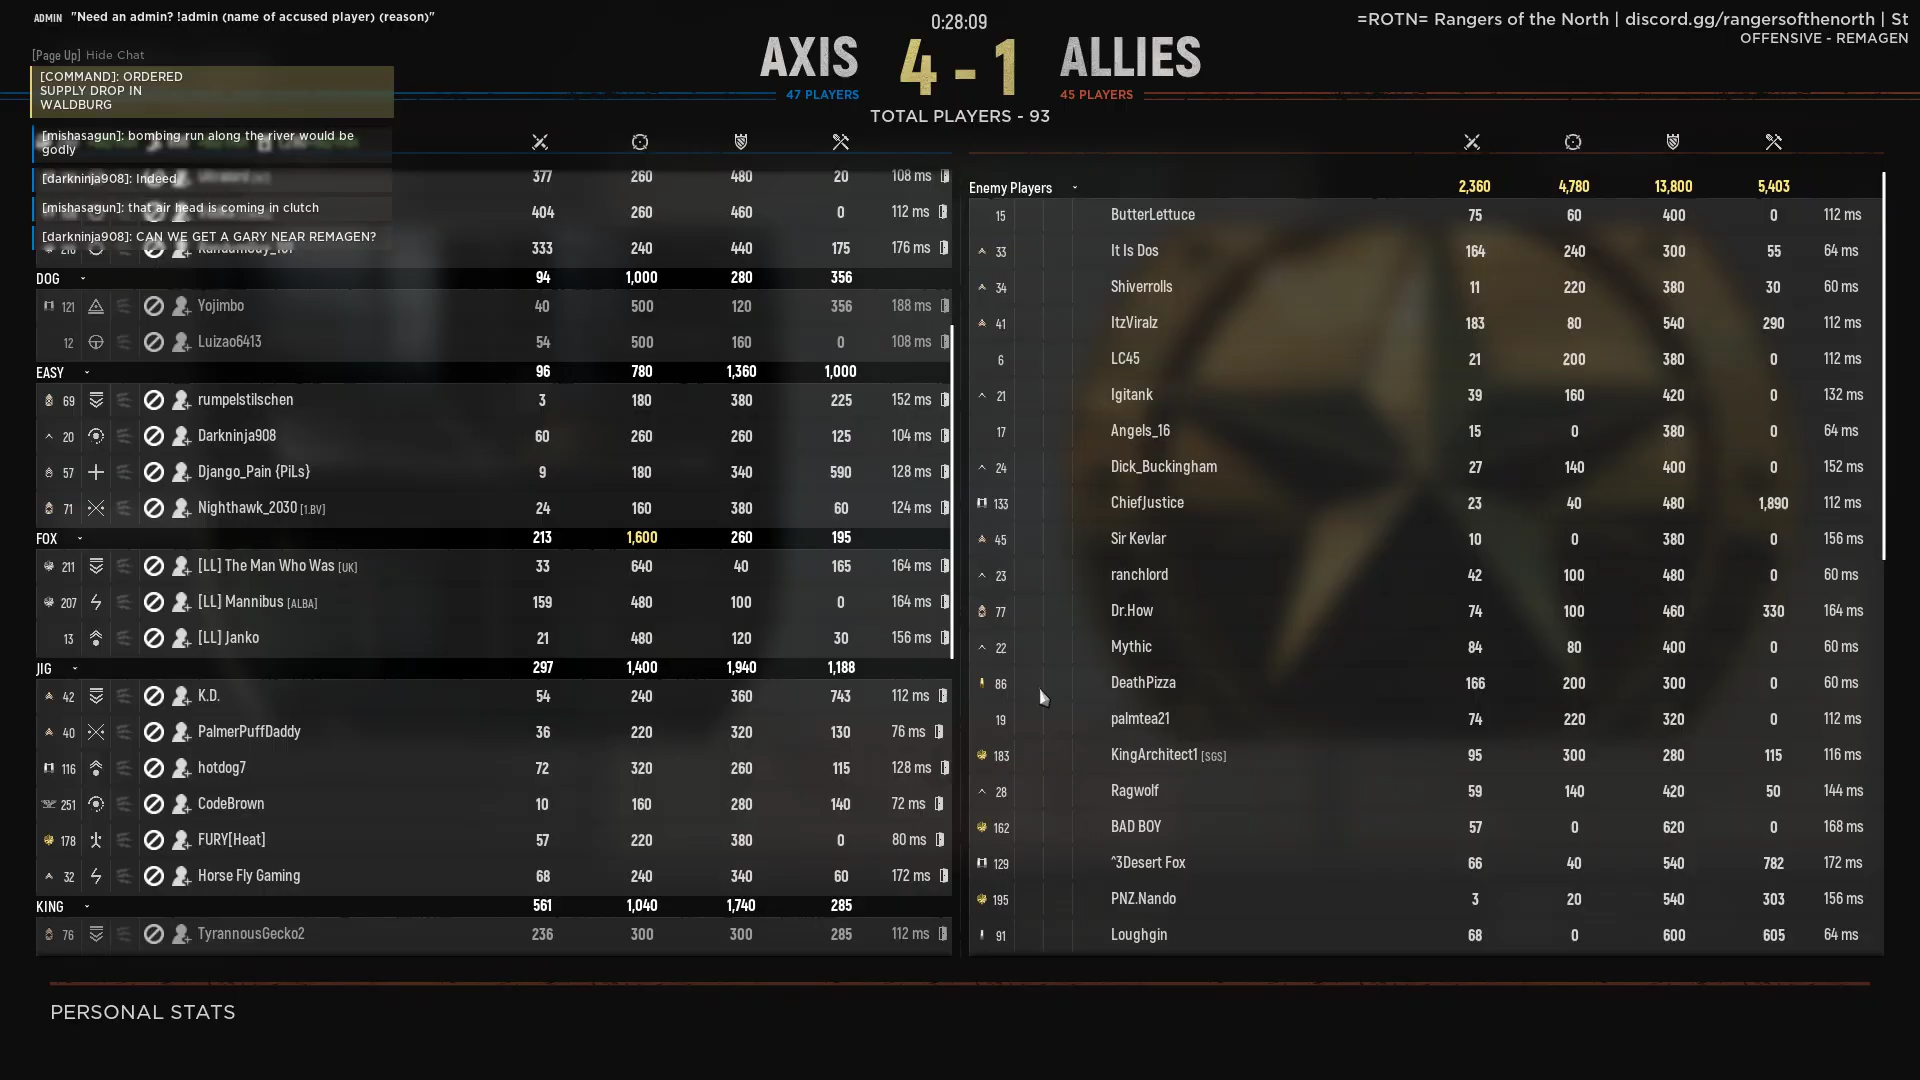 ADMIN "Need an admin? !admin (name of accused player) (reason)"
0:28:09
=ROTN= Rangers of the North | discord.gg/rangersofthenorth | St
OFFENSIVE - REMAGEN
AXIS 4 - 1 ALLIES
47 PLAYERS 45 PLAYERS
TOTAL PLAYERS - 93
[Page Up] Hide Chat
[COMMAND]: ORDERED
SUPPLY DROP IN
WALDBURG
[mishasagun]: bombing run along the river would be
godly
[darkninja908]: Indeed
[mishasagun]: that air head is coming in clutch
[darkninja908]: CAN WE GET A GARY NEAR REMAGEN?
377 260 480 20 108 ms
404 260 460 0 112 ms
333 240 440 175 176 ms
DOG 94 1,000 280 356
121 Yojimbo 40 500 120 356 188 ms
12 Luizao6413 54 500 160 0 108 ms
EASY 96 780 1,360 1,000
69 rumpelstilschen 3 180 380 225 152 ms
20 Darkninja908 60 260 260 125 104 ms
57 Django_Pain {PiLs} 9 180 340 590 128 ms
71 Nighthawk_2030 [1.BV] 24 160 380 60 124 ms
FOX 213 1,600 260 195
211 [LL] The Man Who Was [UK] 33 640 40 165 164 ms
207 [LL] Mannibus [ALBA] 159 480 100 0 164 ms
13 [LL] Janko 21 480 120 30 156 ms
JIG 297 1,400 1,940 1,188
42 K.D. 54 240 360 743 112 ms
40 PalmerPuffDaddy 36 220 320 130 76 ms
116 hotdog7 72 320 260 115 128 ms
251 CodeBrown 10 160 280 140 72 ms
178 FURY[Heat] 57 220 380 0 80 ms
32 Horse Fly Gaming 68 240 340 60 172 ms
KING 561 1,040 1,740 285
76 TyrannousGecko2 236 300 300 285 112 ms
Enemy Players 2,360 4,780 13,800 5,403
15 ButterLettuce 75 60 400 0 112 ms
33 It Is Dos 164 240 300 55 64 ms
34 Shiverrolls 11 220 380 30 60 ms
41 ItzViralz 183 80 540 290 112 ms
6 LC45 21 200 380 0 112 ms
21 Igitank 39 160 420 0 132 ms
17 Angels_16 15 0 380 0 64 ms
24 Dick_Buckingham 27 140 400 0 152 ms
133 ChiefJustice 23 40 480 1,890 112 ms
45 Sir Kevlar 10 0 380 0 156 ms
23 ranchlord 42 100 480 0 60 ms
77 Dr.How 74 100 460 330 164 ms
22 Mythic 84 80 400 0 60 ms
86 DeathPizza 166 200 300 0 60 ms
19 palmtea21 74 220 320 0 112 ms
183 KingArchitect1 [SGS] 95 300 280 115 116 ms
28 Ragwolf 59 140 420 50 144 ms
162 BAD BOY 57 0 620 0 168 ms
129 ^3Desert Fox 66 40 540 782 172 ms
195 PNZ.Nando 3 20 540 303 156 ms
91 Loughgin 68 0 600 605 64 ms
PERSONAL STATS